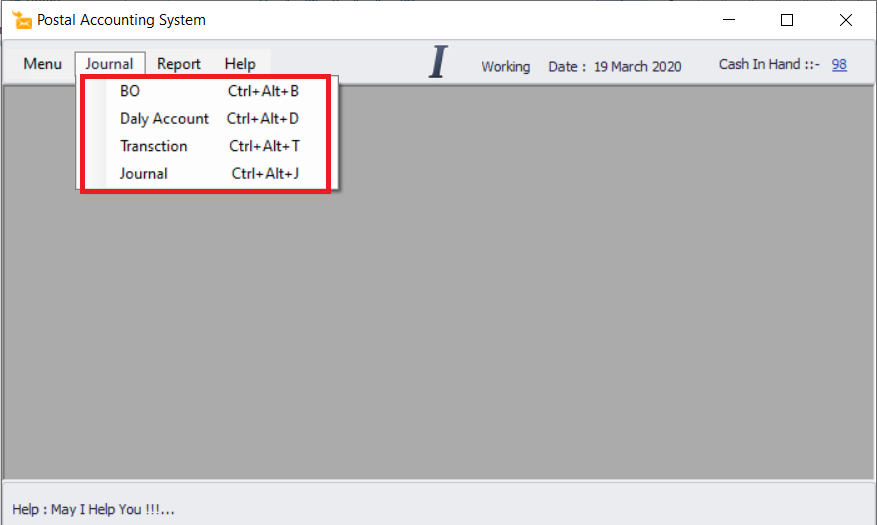 Postal Accounting System
Menu Journal Report Help I Working Date : 19 March 2020 Cash In Hand ::- 98
BO Ctrl+Alt+B
Daly Account Ctrl+Alt+D
Transction Ctrl+Alt+T
Journal Ctrl+Alt+J
Help : May I Help You !!!...